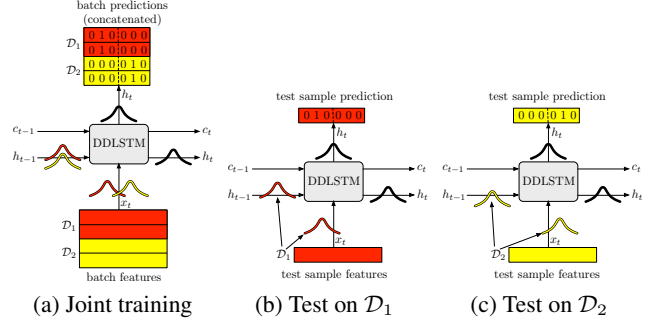 batch predictions
(concatenated)
D₁
0 1 0 0 0 0
0 1 0 0 0 0
D₂
0 0 0 0 1 0
0 0 0 0 1 0
hₜ
cₜ₋₁
DDLSTM
cₜ
hₜ₋₁
hₜ
xₜ
D₁
D₂
batch features
(a) Joint training
test sample prediction
0 1 0 0 0 0
hₜ
cₜ₋₁
DDLSTM
cₜ
hₜ₋₁
hₜ
xₜ
D₁
test sample features
(b) Test on D₁
test sample prediction
0 0 0 0 1 0
hₜ
cₜ₋₁
DDLSTM
cₜ
hₜ₋₁
hₜ
xₜ
D₂
test sample features
(c) Test on D₂